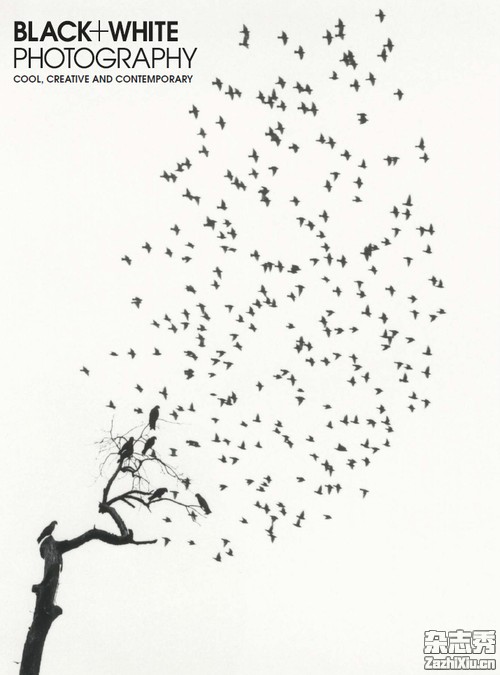 BLACK+WHITE
PHOTOGRAPHY
COOL, CREATIVE AND CONTEMPORARY
杂志秀
ZazhiXiu.cn